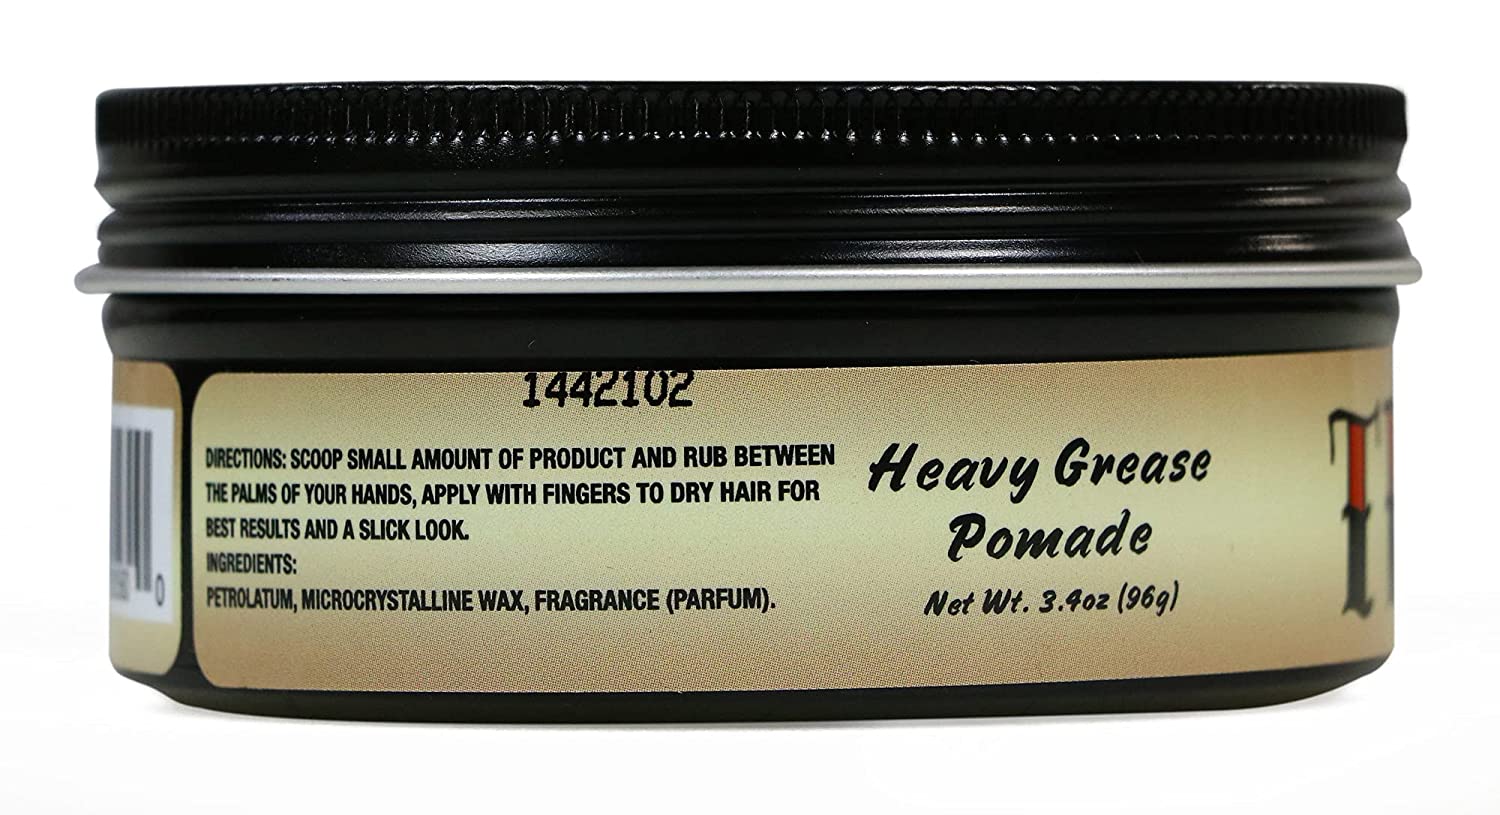 1442102
DIRECTIONS: SCOOP SMALL AMOUNT OF PRODUCT AND RUB BETWEEN
THE PALMS OF YOUR HANDS, APPLY WITH FINGERS TO DRY HAIR FOR
BEST RESULTS AND A SLICK LOOK.
INGREDIENTS:
PETROLATUM, MICROCRYSTALLINE WAX, FRAGRANCE (PARFUM).
Heavy Grease
Pomade
Net Wt. 3.4oz (96g)
0